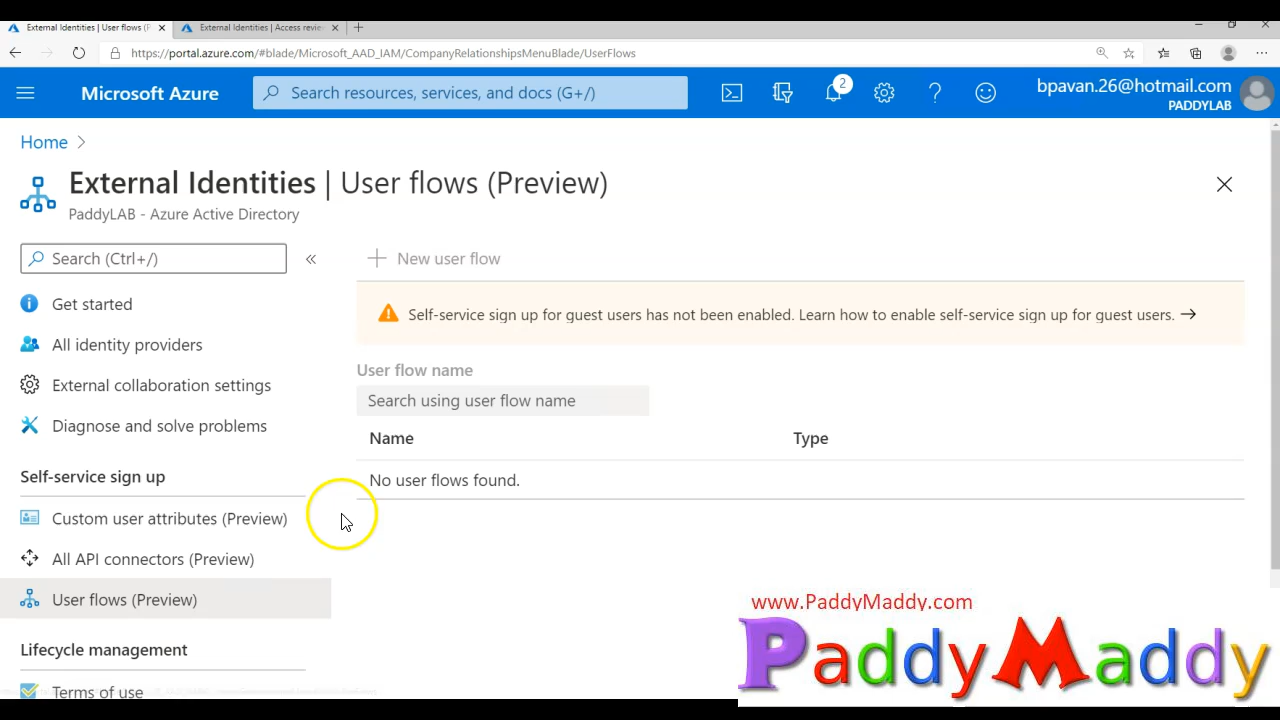 External Identities | User flows (P
External Identities | Access revie
https://portal.azure.com/#blade/Microsoft_AAD_IAM/CompanyRelationshipsMenuBlade/UserFlows
Microsoft Azure
Search resources, services, and docs (G+/)
2
bpavan.26@hotmail.com
PADDYLAB
Home
External Identities | User flows (Preview)
PaddyLAB - Azure Active Directory
Search (Ctrl+/)
«
New user flow
Get started
Self-service sign up for guest users has not been enabled. Learn how to enable self-service sign up for guest users. →
All identity providers
User flow name
External collaboration settings
Search using user flow name
Diagnose and solve problems
Name Type
Self-service sign up
No user flows found.
Custom user attributes (Preview)
All API connectors (Preview)
User flows (Preview)
www.PaddyMaddy.com
Lifecycle management
PaddyMaddy
Terms of use